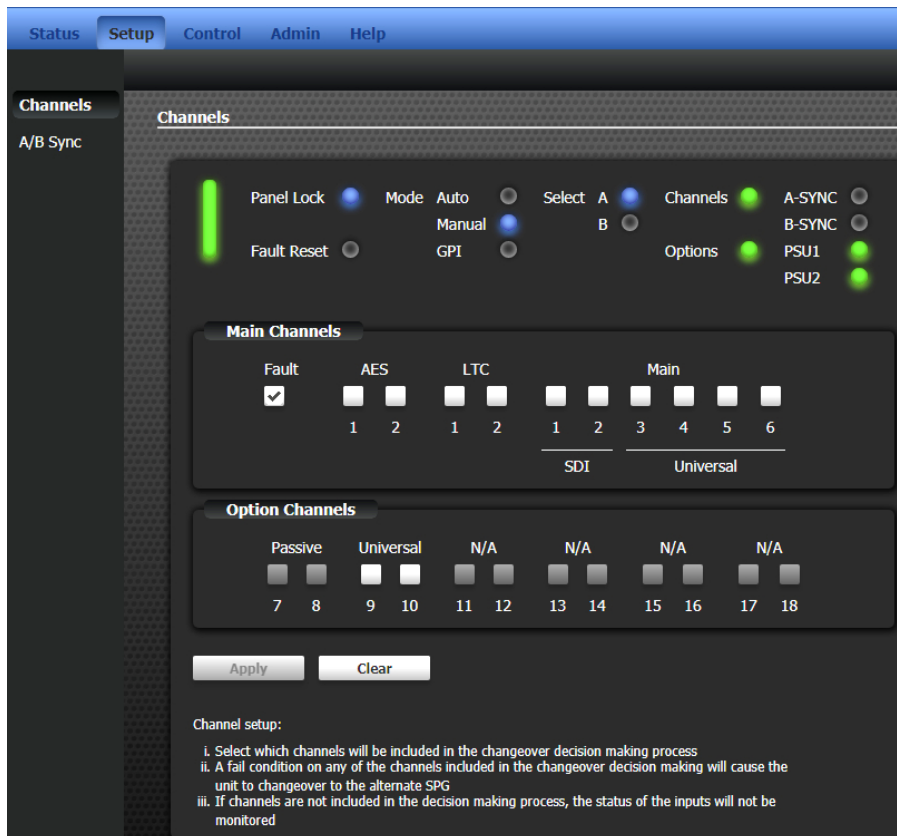 Status Setup Control Admin Help
Channels
A/B Sync
Channels
Panel Lock Mode Auto Select A Channels A-SYNC
Manual B B-SYNC
Fault Reset GPI Options PSU1
PSU2
Main Channels
Fault AES LTC Main
1 2 1 2 1 2 3 4 5 6
SDI Universal
Option Channels
Passive Universal N/A N/A N/A N/A
7 8 9 10 11 12 13 14 15 16 17 18
Apply Clear
Channel setup:
i. Select which channels will be included in the changeover decision making process
ii. A fail condition on any of the channels included in the changeover decision making will cause the
unit to changeover to the alternate SPG
iii. If channels are not included in the decision making process, the status of the inputs will not be
monitored